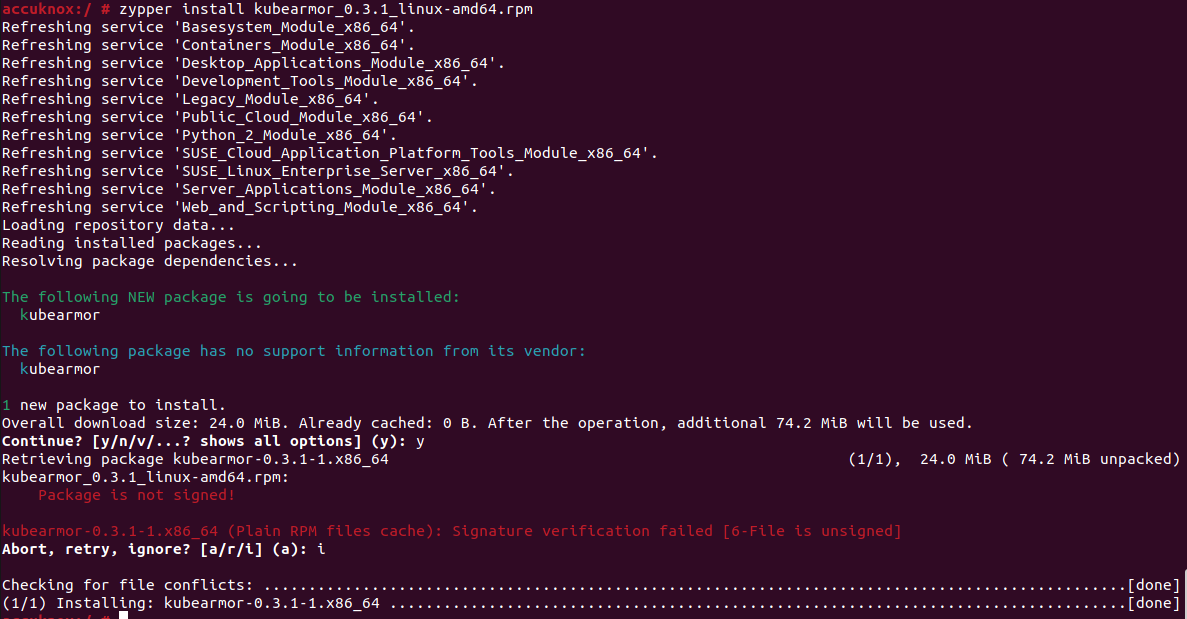 accuknox:/ # zypper install kubearmor_0.3.1_linux-amd64.rpm
Refreshing service 'Basesystem_Module_x86_64'.
Refreshing service 'Containers_Module_x86_64'.
Refreshing service 'Desktop_Applications_Module_x86_64'.
Refreshing service 'Development_Tools_Module_x86_64'.
Refreshing service 'Legacy_Module_x86_64'.
Refreshing service 'Public_Cloud_Module_x86_64'.
Refreshing service 'Python_2_Module_x86_64'.
Refreshing service 'SUSE_Cloud_Application_Platform_Tools_Module_x86_64'.
Refreshing service 'SUSE_Linux_Enterprise_Server_x86_64'.
Refreshing service 'Server_Applications_Module_x86_64'.
Refreshing service 'Web_and_Scripting_Module_x86_64'.
Loading repository data...
Reading installed packages...
Resolving package dependencies...

The following NEW package is going to be installed:
  kubearmor

The following package has no support information from its vendor:
  kubearmor

1 new package to install.
Overall download size: 24.0 MiB. Already cached: 0 B. After the operation, additional 74.2 MiB will be used.
Continue? [y/n/v/...? shows all options] (y): y
Retrieving package kubearmor-0.3.1-1.x86_64 (1/1),  24.0 MiB ( 74.2 MiB unpacked)
kubearmor_0.3.1_linux-amd64.rpm:
    Package is not signed!

kubearmor-0.3.1-1.x86_64 (Plain RPM files cache): Signature verification failed [6-File is unsigned]
Abort, retry, ignore? [a/r/i] (a): i

Checking for file conflicts: ................................................................................................[done]
(1/1) Installing: kubearmor-0.3.1-1.x86_64 ..................................................................................[done]
accuknox:/ #